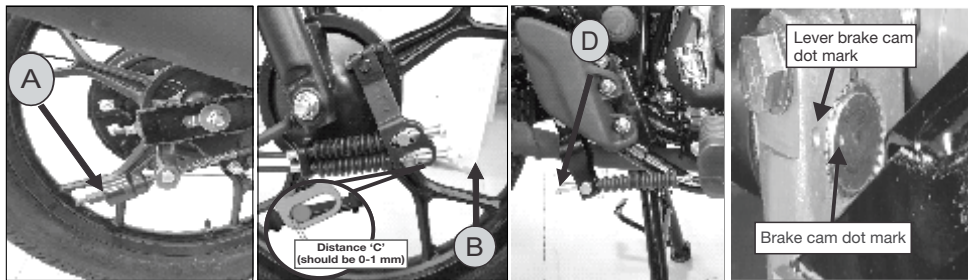 A
Distance ‘C’
(should be 0-1 mm)
B
D
Lever brake cam
dot mark
Brake cam dot mark